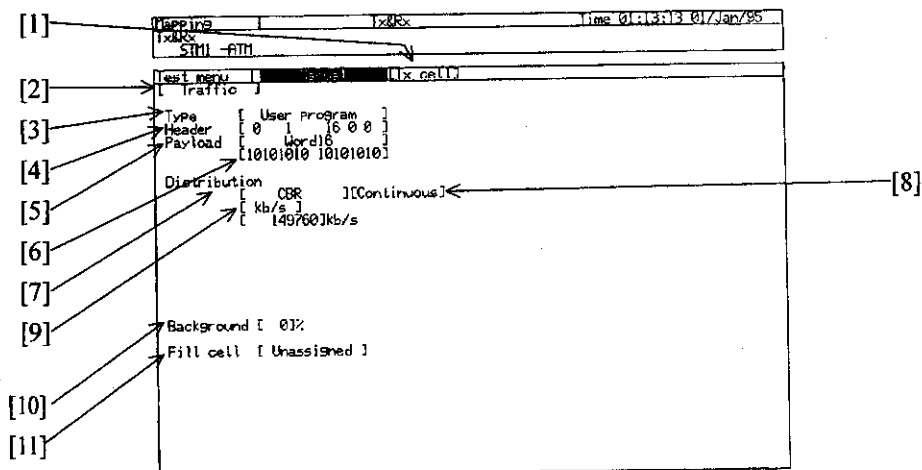 [1]
Mapping Tx&Rx Time 01:13:13 01/Jan/95
Tx&Rx
STM1 -ATM
[2]
Test menu [Tx cell]
[ Traffic ]
[3]
Type [ User program ]
[4]
Header [ 0 1 16 0 0 ]
[5]
Payload [ Word16 ]
[10101010 10101010]
[6]
Distribution
[7]
[ CBR ][Continuous]
[8]
[ kb/s ]
[9]
[ 149760]kb/s
Background [ 0]%
[10]
Fill cell [ Unassigned ]
[11]